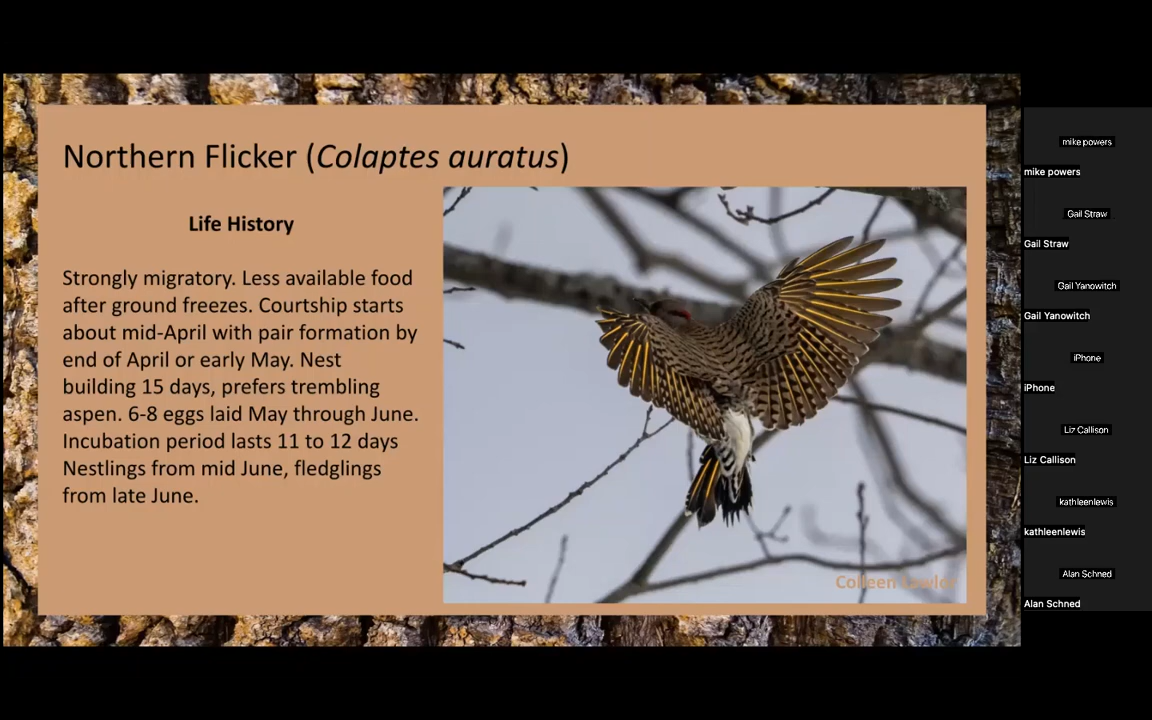 Northern Flicker (Colaptes auratus)
Life History
Strongly migratory. Less available food
after ground freezes. Courtship starts
about mid-April with pair formation by
end of April or early May. Nest
building 15 days, prefers trembling
aspen. 6-8 eggs laid May through June.
Incubation period lasts 11 to 12 days
Nestlings from mid June, fledglings
from late June.
Colleen
mike powers
mike powers
Gail Straw
Gail Straw
Gail Yanowitch
Gail Yanowitch
iPhone
iPhone
Liz Callison
Liz Callison
kathleenlewis
kathleenlewis
Alan Schned
Alan Schned